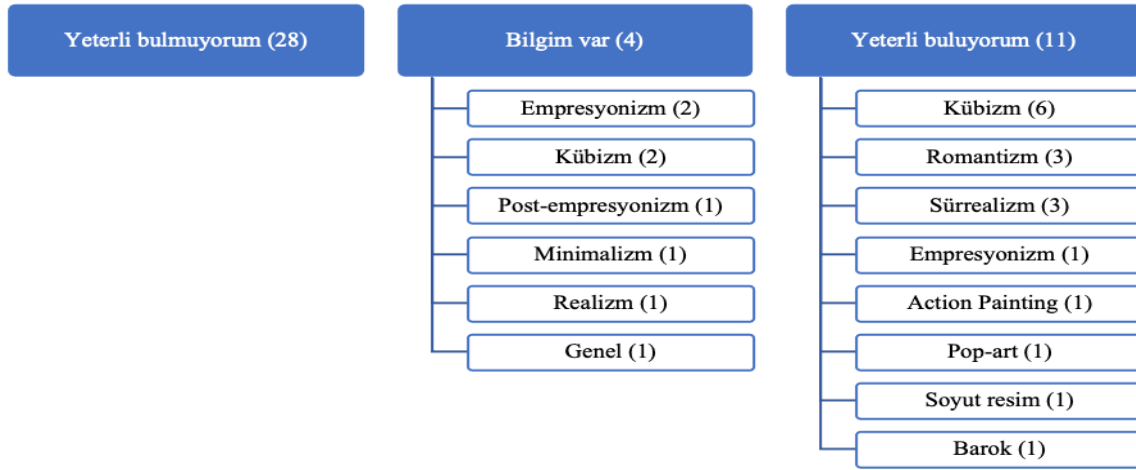 Yeterli bulmuyorum (28)
Bilgim var (4)
Empresyonizm (2)
Kübizm (2)
Post-empresyonizm (1)
Minimalizm (1)
Realizm (1)
Genel (1)
Yeterli buluyorum (11)
Kübizm (6)
Romantizm (3)
Sürrealizm (3)
Empresyonizm (1)
Action Painting (1)
Pop-art (1)
Soyut resim (1)
Barok (1)